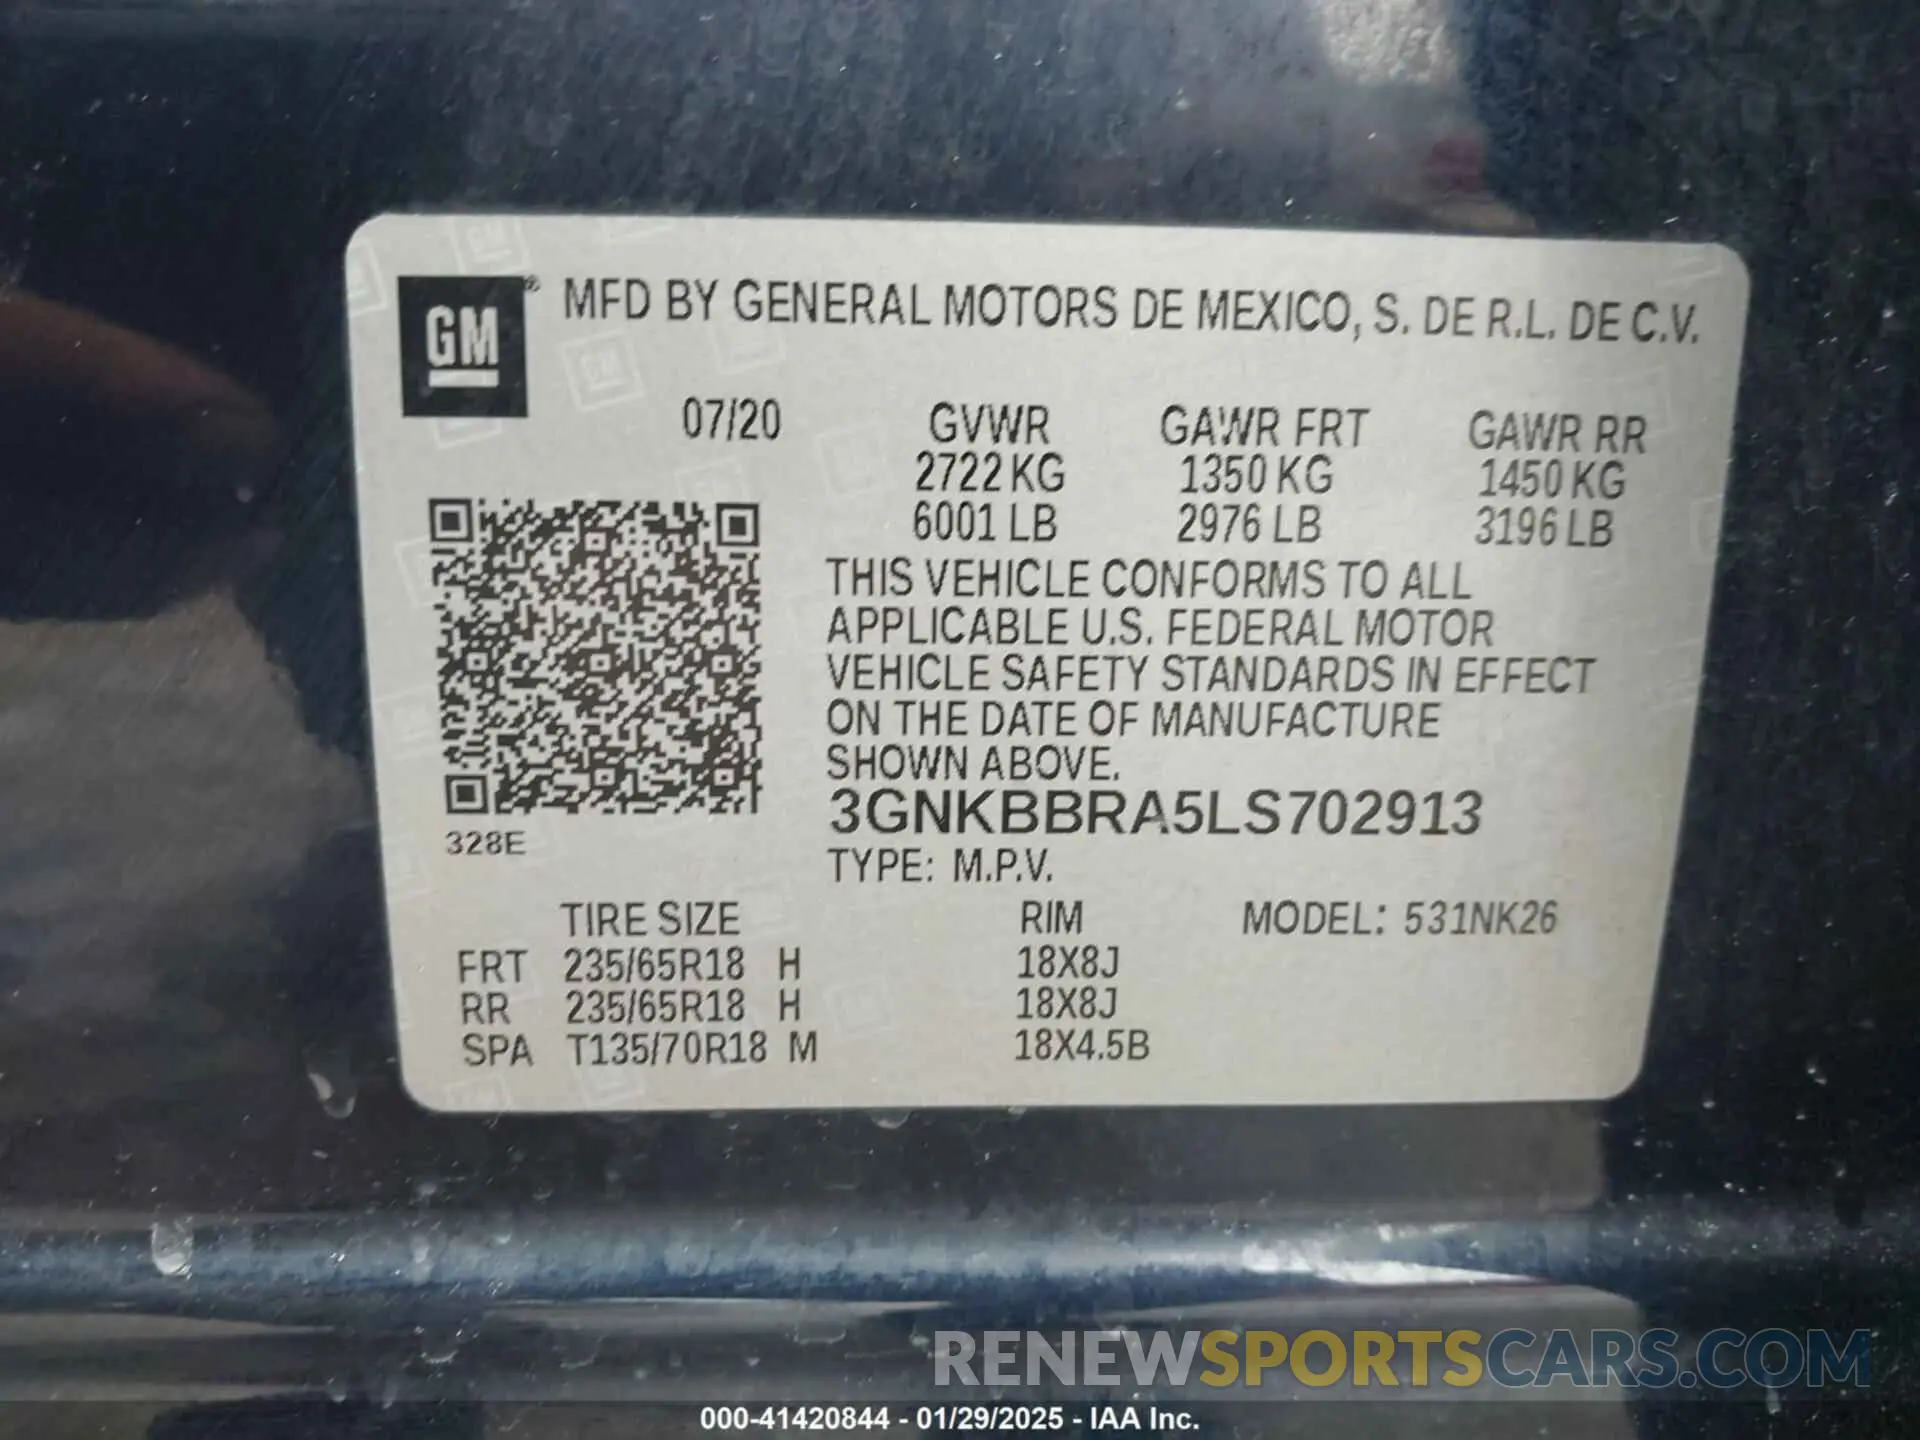 GM® MFD BY GENERAL MOTORS DE MEXICO, S. DE R.L. DE C.V.
07/20 GVWR GAWR FRT GAWR RR
2722 KG 1350 KG 1450 KG
6001 LB 2976 LB 3196 LB
THIS VEHICLE CONFORMS TO ALL
APPLICABLE U.S. FEDERAL MOTOR
VEHICLE SAFETY STANDARDS IN EFFECT
ON THE DATE OF MANUFACTURE
SHOWN ABOVE.
3GNKBBRA5LS702913
328E
TYPE: M.P.V.
TIRE SIZE RIM MODEL: 531NK26
FRT 235/65R18 H 18X8J
RR 235/65R18 H 18X8J
SPA T135/70R18 M 18X4.5B
RENEWSPORTSCARS.COM
000-41420844 - 01/29/2025 - IAA Inc.